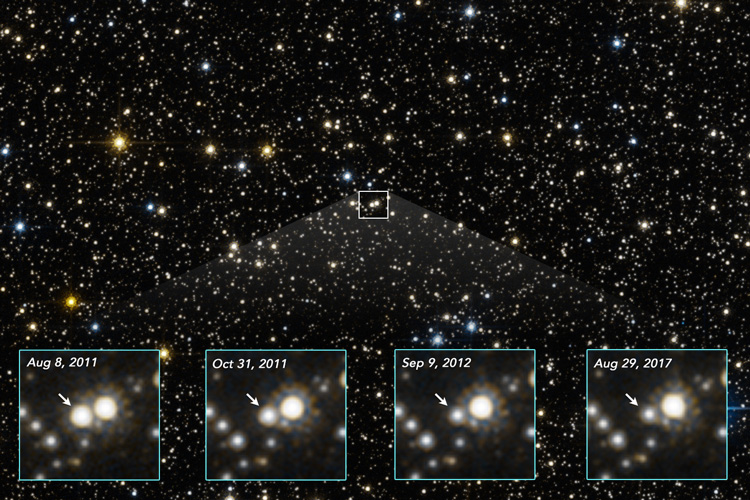 Aug 8, 2011
Oct 31, 2011
Sep 9, 2012
Aug 29, 2017